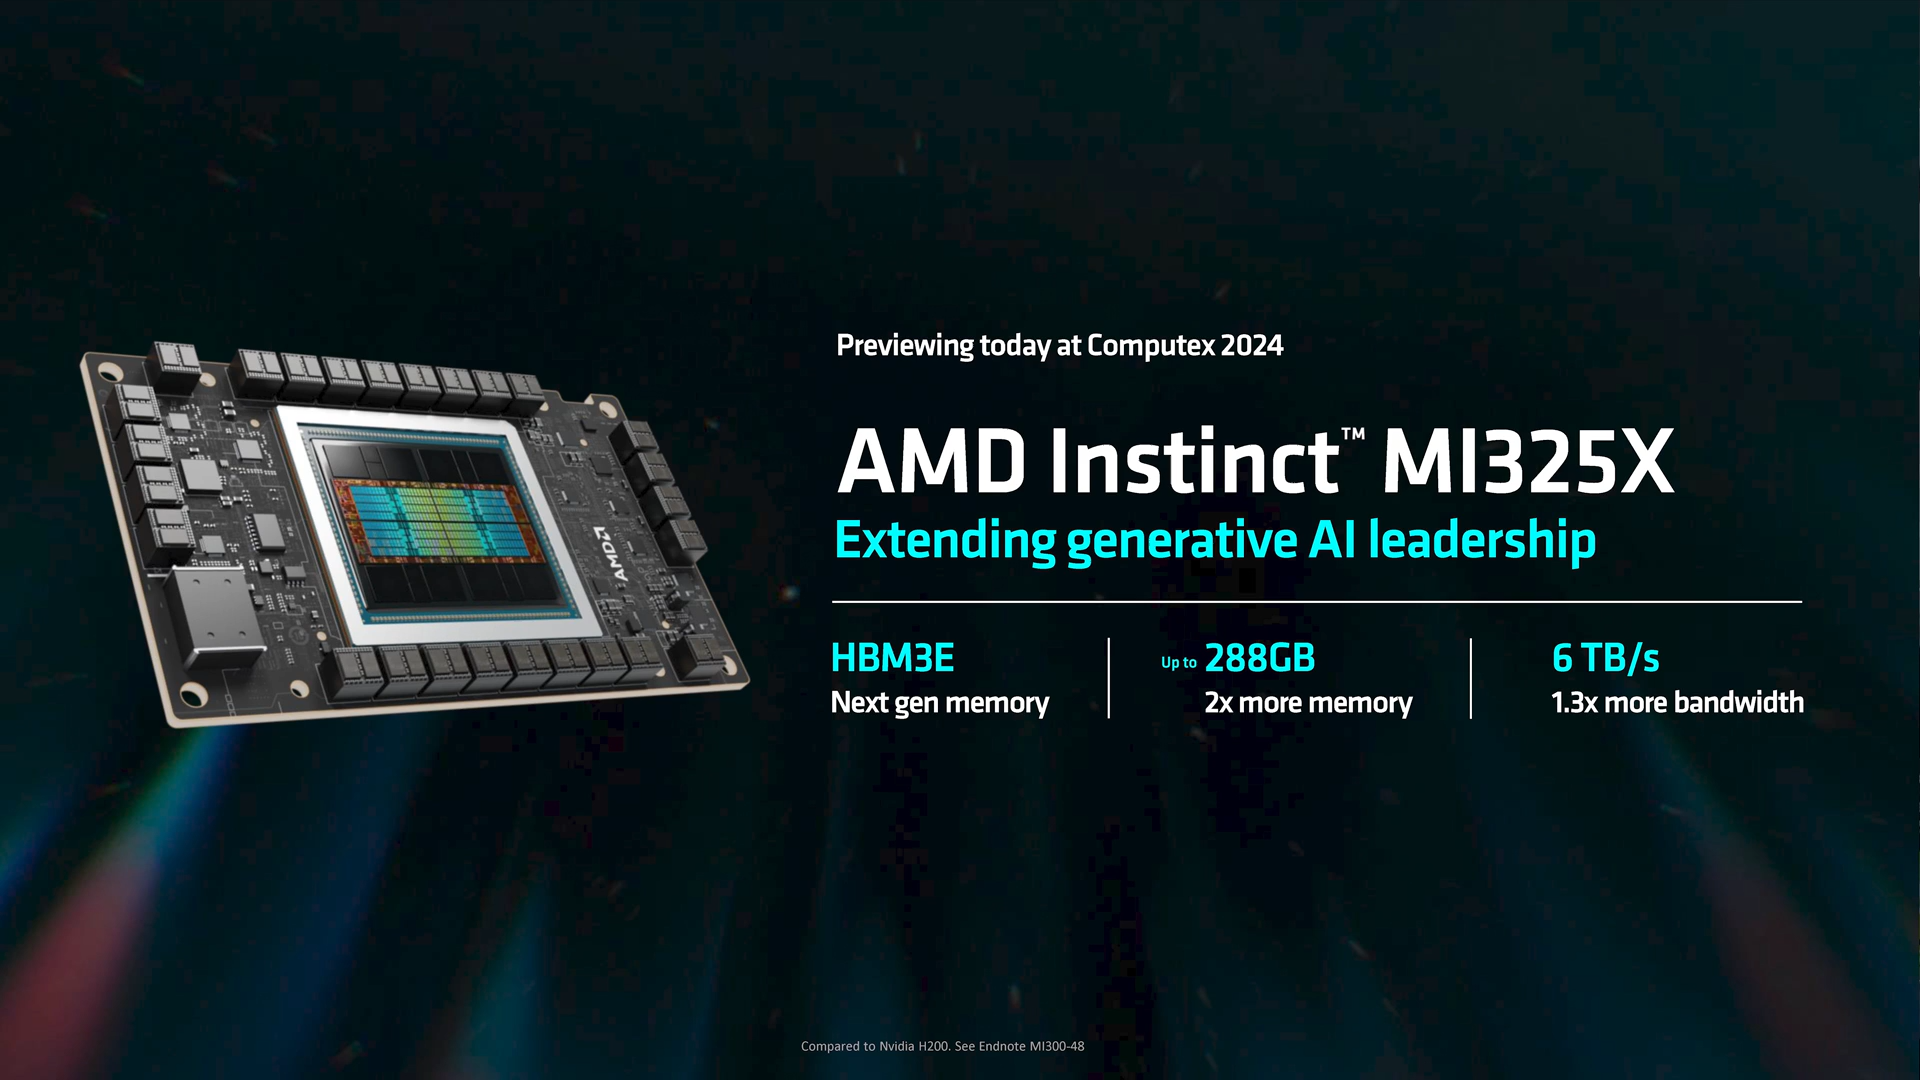 Previewing today at Computex 2024
AMD Instinct™ MI325X
Extending generative AI leadership
HBM3E
Next gen memory
Up to 288GB
2x more memory
6 TB/s
1.3x more bandwidth
AMD
Compared to Nvidia H200. See Endnote MI300-48